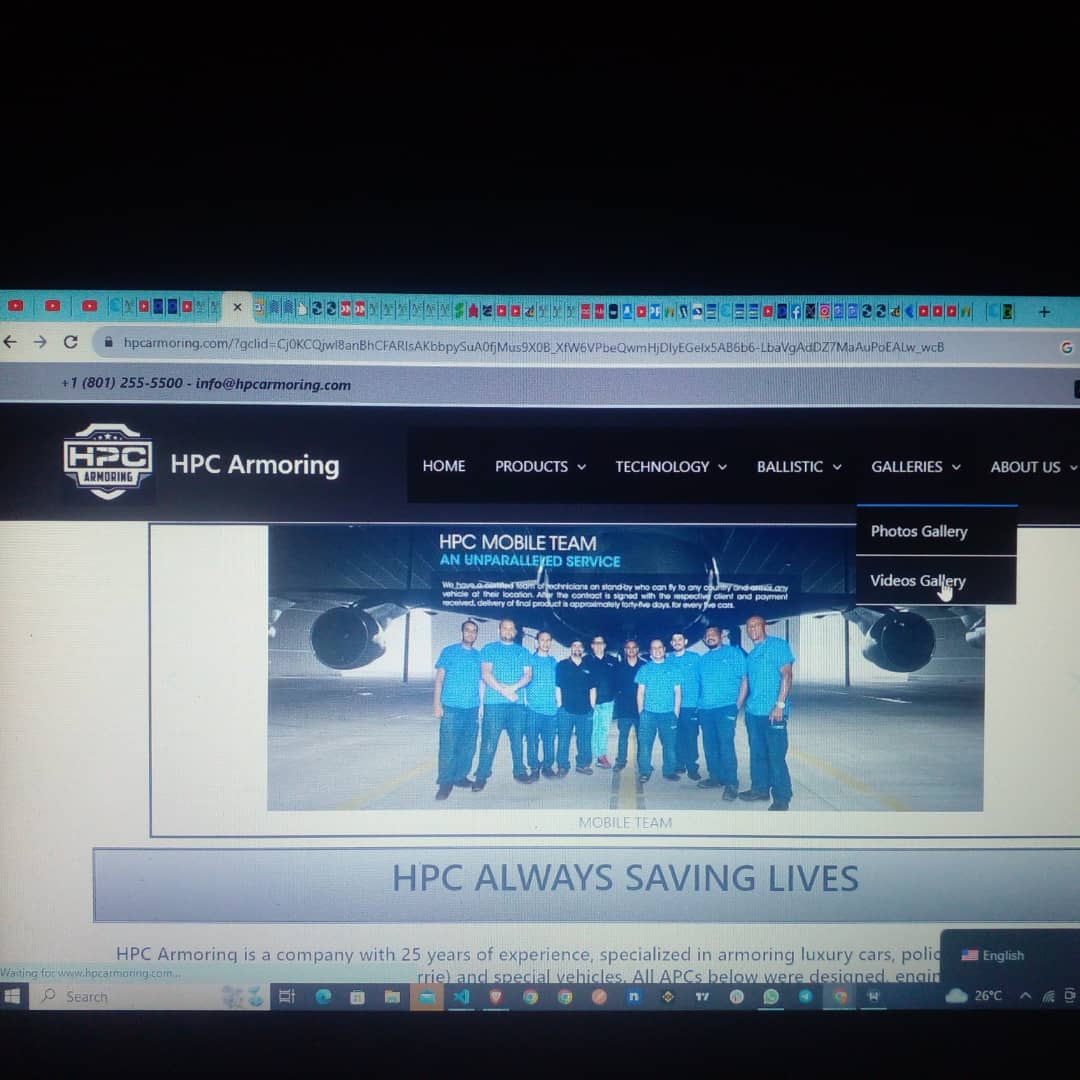 hpcarmoring.com/?gclid=Cj0KCQjwl8anBhCFARIsAKbbpySuA0fjMus9X0B_XfW6VPbeQwmHjDIyEGeIx5AB6b6-LbaVgAdDZ7MaAuPoEALw_wcB
+1 (801) 255-5500 - info@hpcarmoring.com
HPC
ARMORING
HPC Armoring
HOME PRODUCTS TECHNOLOGY BALLISTIC GALLERIES ABOUT US
Photos Gallery
Videos Gallery
HPC MOBILE TEAM
AN UNPARALLELED SERVICE
We have a certified team of technicians on stand-by who can fly to any country and armor any
vehicle at their location. After the contract is signed with the respective client and payment
received, delivery of final product is approximately forty-five days, for every five cars.
MOBILE TEAM
HPC ALWAYS SAVING LIVES
HPC Armoring is a company with 25 years of experience, specialized in armoring luxury cars, polic
rrie) and special vehicles. All APCs below were designed, engin
English
Waiting for www.hpcarmoring.com...
Search
26°C